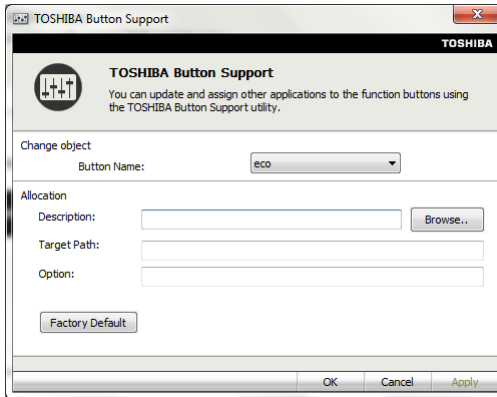 TOSHIBA Button Support
TOSHIBA
TOSHIBA Button Support
You can update and assign other applications to the function buttons using
the TOSHIBA Button Support utility.
Change object
Button Name:
eco
Allocation
Description:
Browse..
Target Path:
Option:
Factory Default
OK
Cancel
Apply